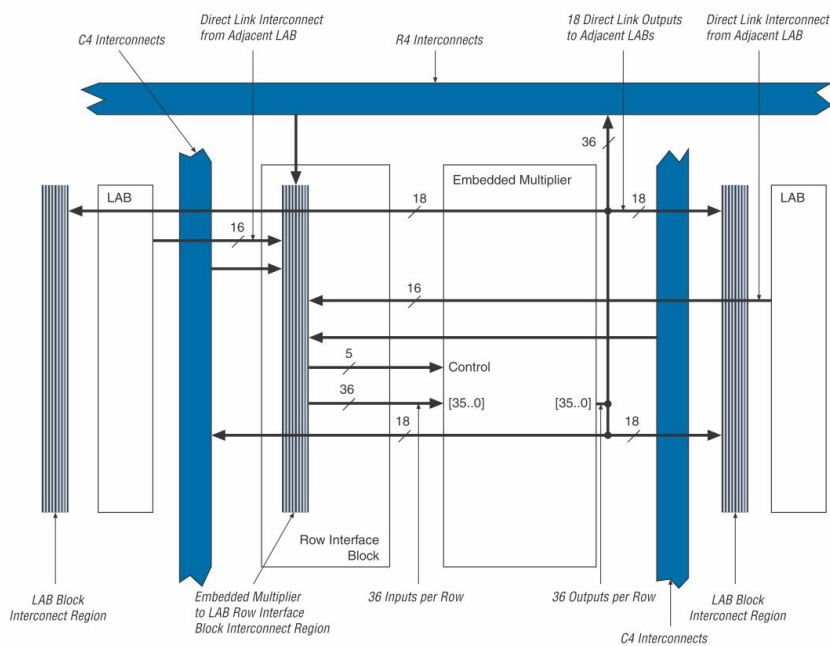 Direct Link Interconnect
from Adjacent LAB
18 Direct Link Outputs
to Adjacent LABs
Direct Link Interconnect
from Adjacent LAB
C4 Interconnects
R4 Interconnects
36
LAB
Embedded Multiplier
LAB
18
18
16
16
5
Control
36
[35..0]
[35..0]
18
18
Row Interface
Block
LAB Block
Interconect Region
Embedded Multiplier
to LAB Row Interface
Block Interconnect Region
36 Inputs per Row
36 Outputs per Row
LAB Block
Interconect Region
C4 Interconnects